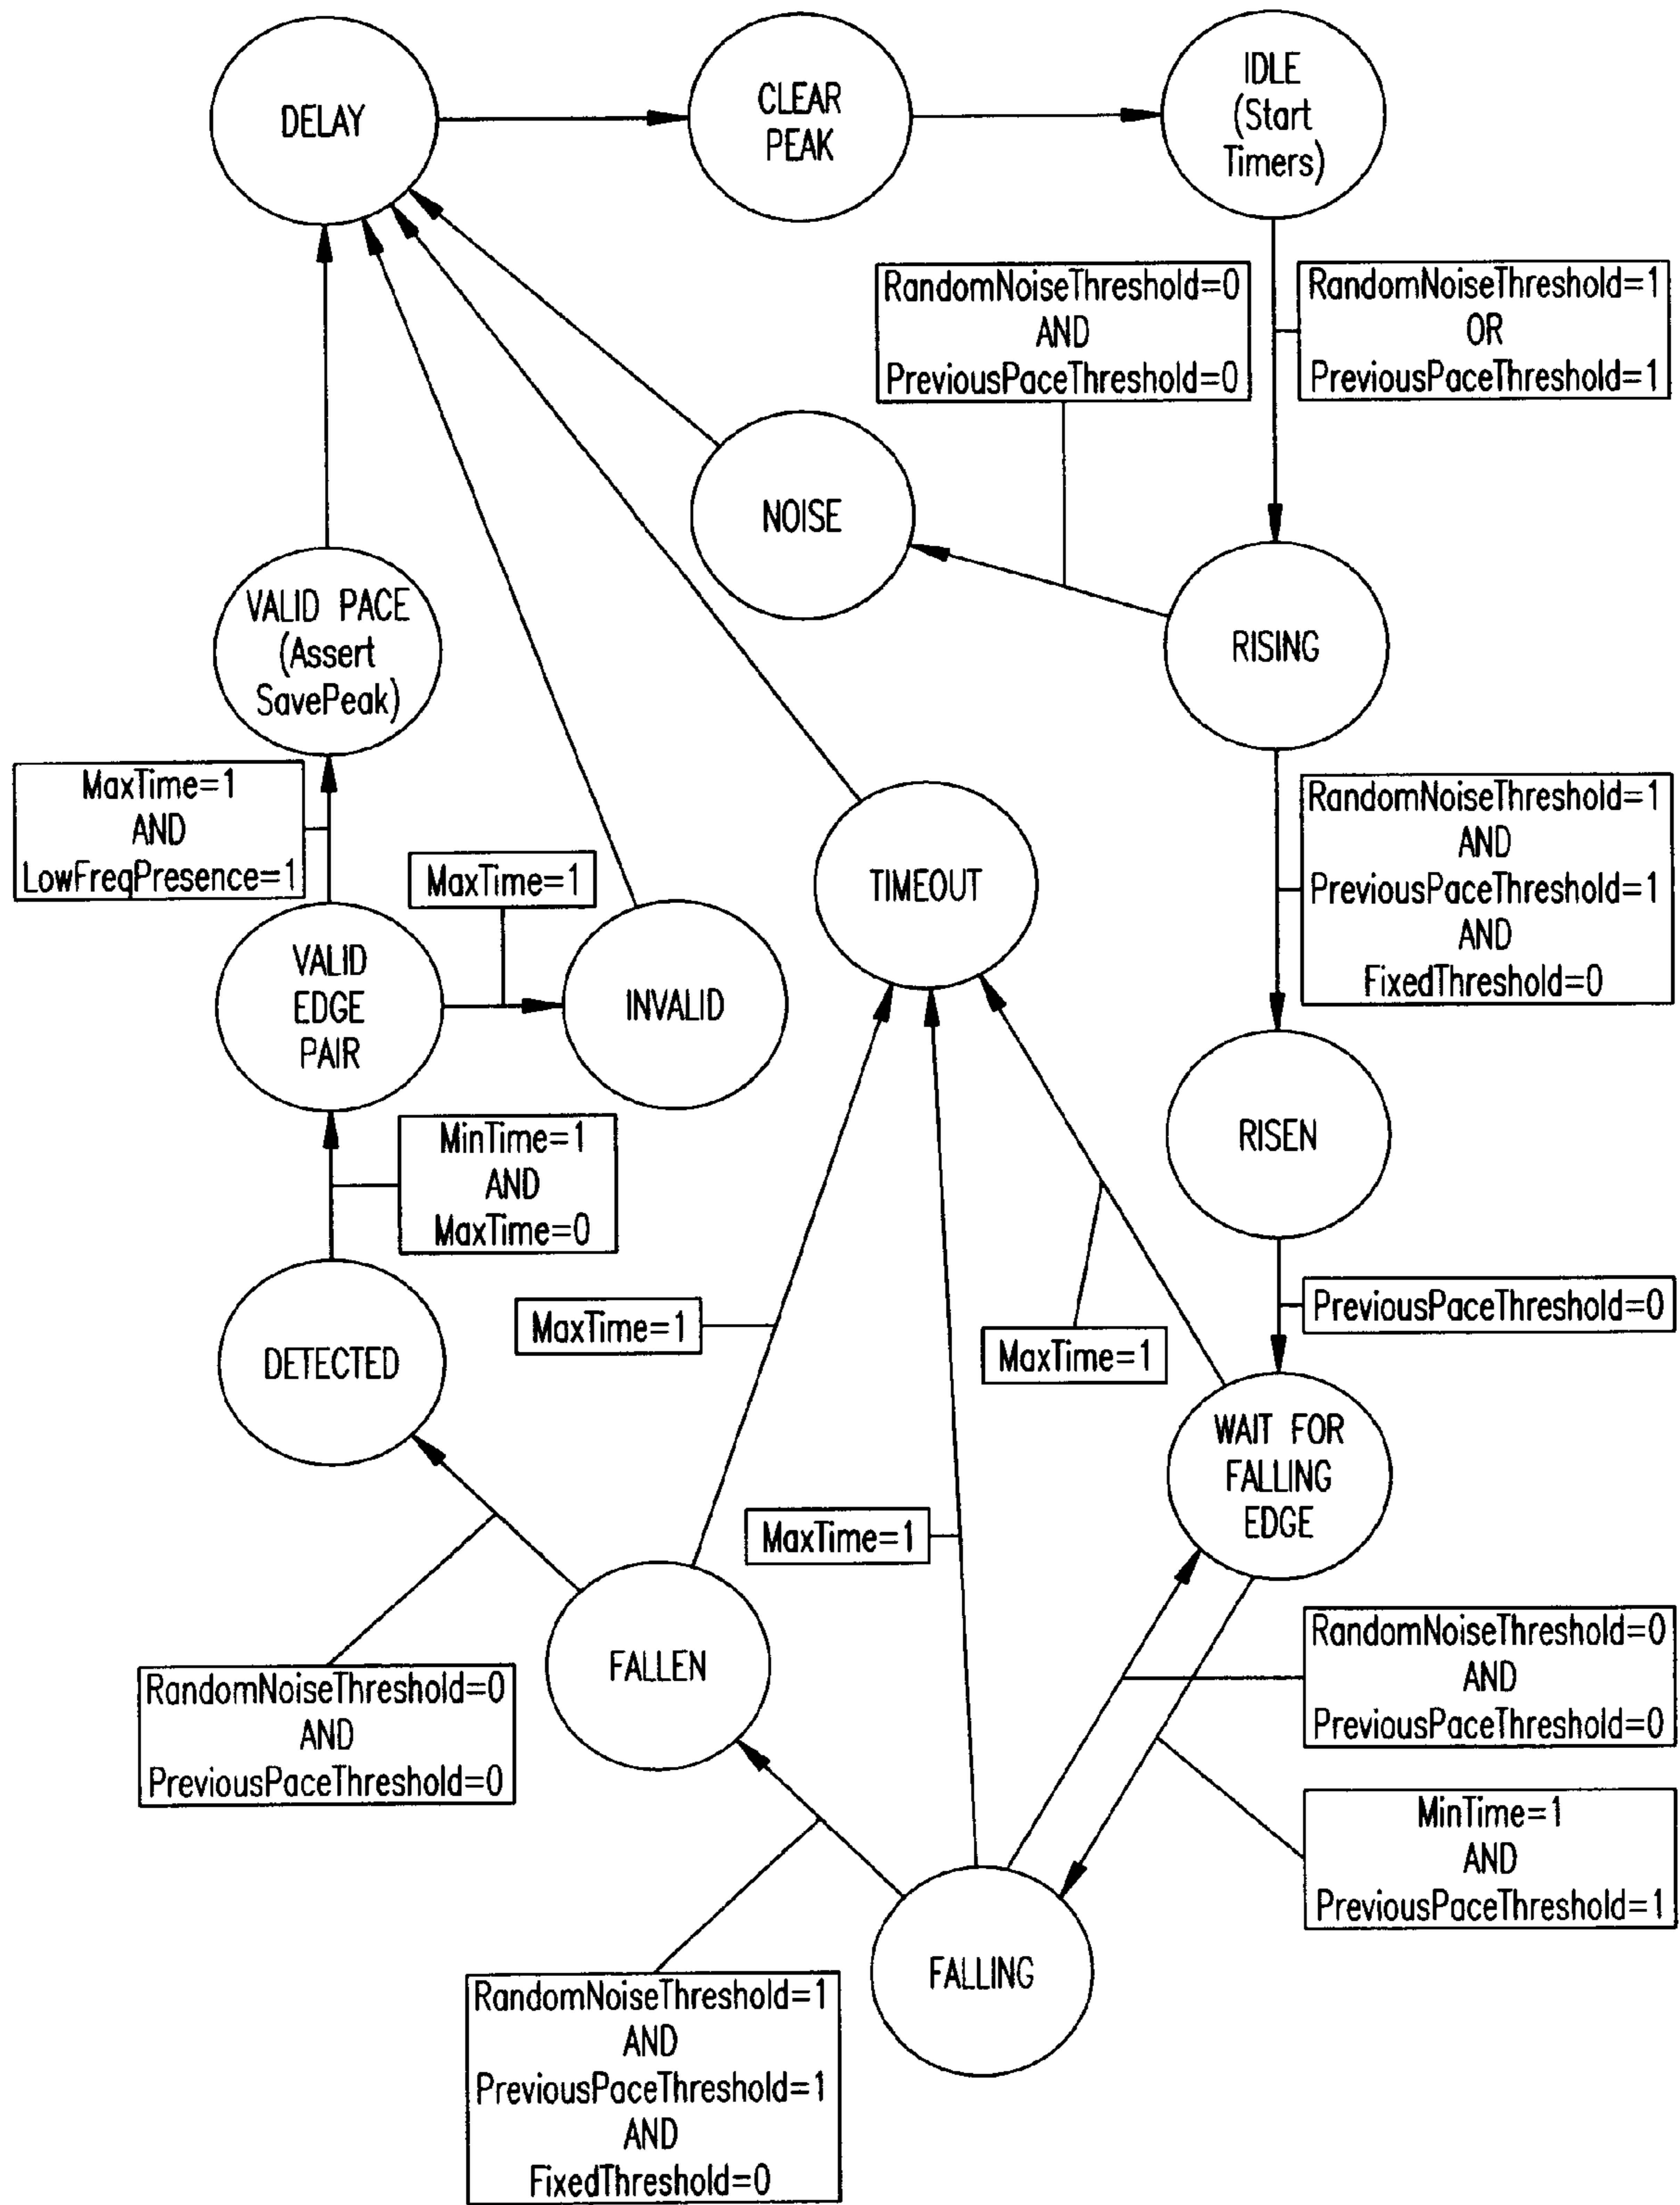 DELAY
CLEAR
PEAK
IDLE
(Start
Timers)
RandomNoiseThreshold=0
AND
PreviousPaceThreshold=0
RandomNoiseThreshold=1
OR
PreviousPaceThreshold=1
NOISE
RISING
VALID PACE
(Assert
SavePeak)
MaxTime=1
AND
LowFreqPresence=1
MaxTime=1
TIMEOUT
RandomNoiseThreshold=1
AND
PreviousPaceThreshold=1
AND
FixedThreshold=0
VALID
EDGE
PAIR
INVALID
RISEN
MinTime=1
AND
MaxTime=0
PreviousPaceThreshold=0
DETECTED
MaxTime=1
MaxTime=1
WAIT FOR
FALLING
EDGE
MaxTime=1
RandomNoiseThreshold=0
AND
PreviousPaceThreshold=0
FALLEN
RandomNoiseThreshold=0
AND
PreviousPaceThreshold=0
MinTime=1
AND
PreviousPaceThreshold=1
FALLING
RandomNoiseThreshold=1
AND
PreviousPaceThreshold=1
AND
FixedThreshold=0